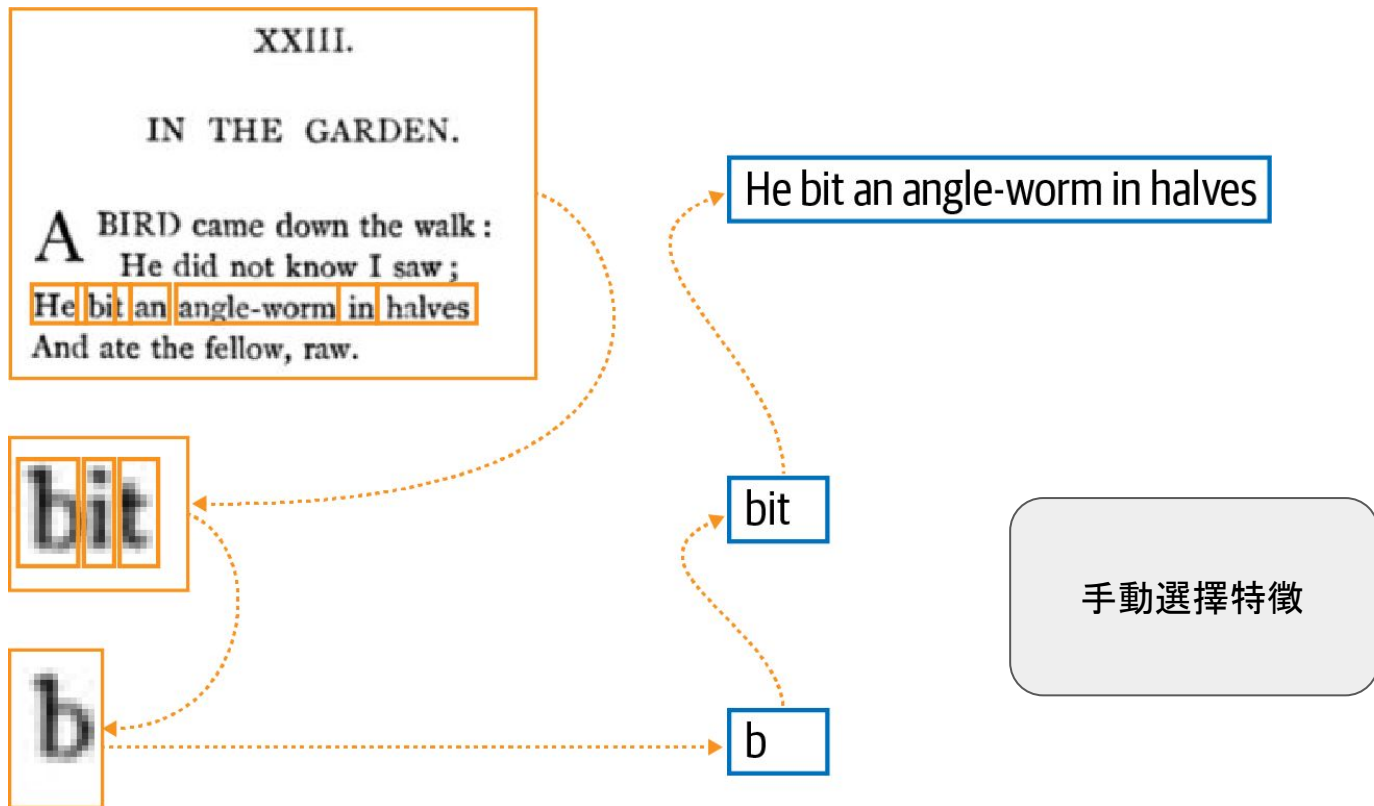 XXIII.
IN THE GARDEN.
A BIRD came down the walk :
He did not know I saw ;
He bit an angle-worm in halves
And ate the fellow, raw.
bit
b
He bit an angle-worm in halves
bit
b
手動選擇特徵